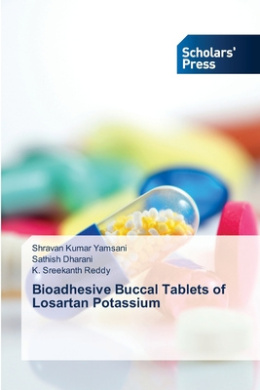 Scholars'
Press
Shravan Kumar Yamsani
Sathish Dharani
K. Sreekanth Reddy
Bioadhesive Buccal Tablets of
Losartan Potassium